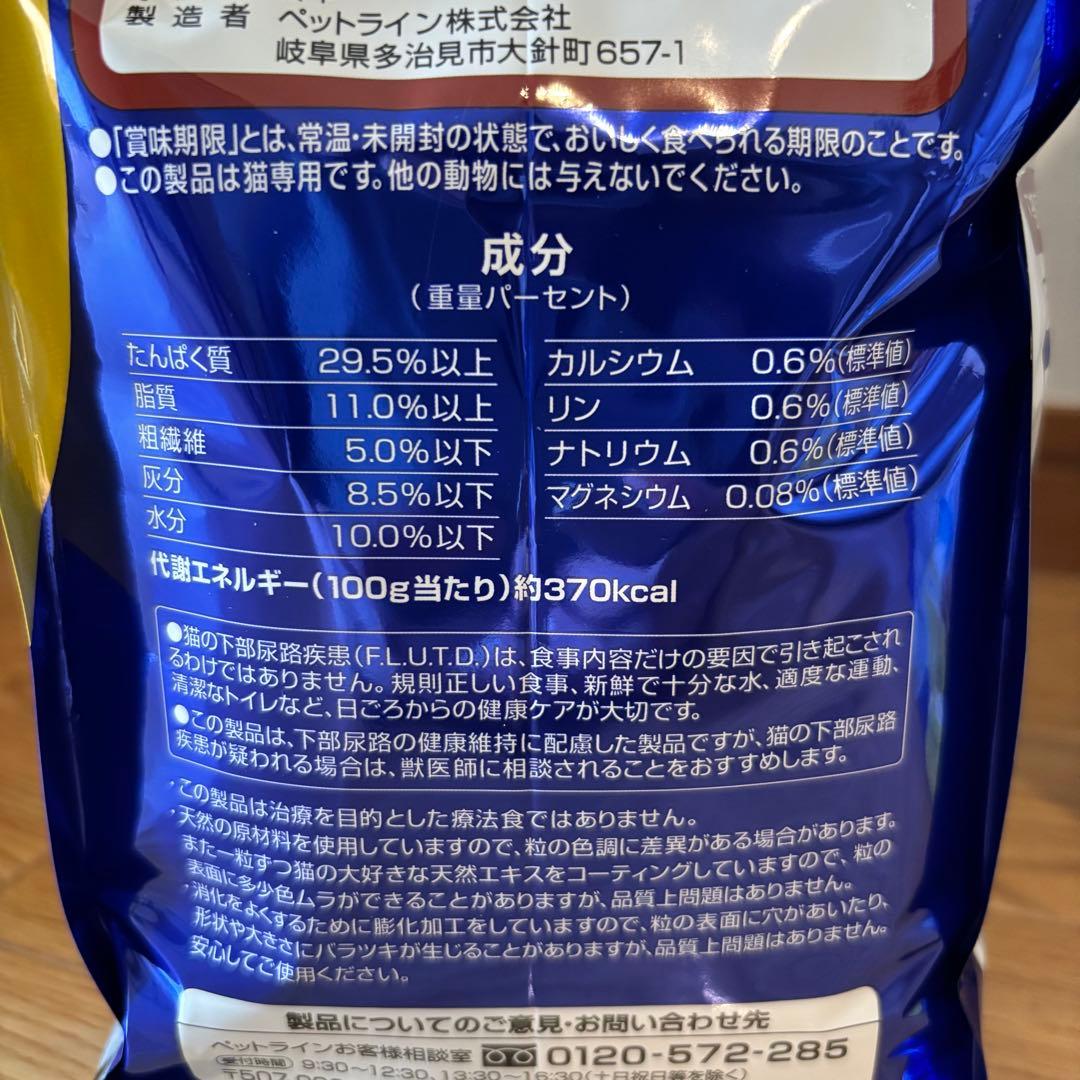 製造者 ペットライン株式会社
岐阜県多治見市大針町657-1
●「賞味期限」とは、常温・未開封の状態で、おいしく食べられる期限のことです。
●この製品は猫専用です。他の動物には与えないでください。
成分
(重量パーセント)
たんぱく質 29.5%以上 カルシウム 0.6%(標準値)
脂質 11.0%以上 リン 0.6%(標準値)
粗繊維 5.0%以下 ナトリウム 0.6%(標準値)
灰分 8.5%以下 マグネシウム 0.08%(標準値)
水分 10.0%以下
代謝エネルギー(100g当たり)約370kcal
●猫の下部尿路疾患(F.L.U.T.D.)は、食事内容だけの要因で引き起こされ
るわけではありません。規則正しい食事、新鮮で十分な水、適度な運動、
清潔なトイレなど、日ごろからの健康ケアが大切です。
●この製品は、下部尿路の健康維持に配慮した製品ですが、猫の下部尿路
疾患が疑われる場合は、獣医師に相談されることをおすすめします。
・この製品は治療を目的とした療法食ではありません。
・天然の原材料を使用していますので、粒の色調に差異がある場合があります。
また一粒ずつ猫の大好きな天然エキスをコーティングしていますので、粒の
表面に多少色ムラができることがありますが、品質上問題はありません。
・消化をよくするために膨化加工をしていますので、粒の表面に穴があいたり、
形状や大きさにバラツキが生じることがありますが、品質上問題はありません。
安心してご使用ください。
製品についてのご意見・お問い合わせ先
ペットラインお客様相談室 0120-572-285
受付時間 9:30~12:30、13:30~16:30(土日祝日等を除く)